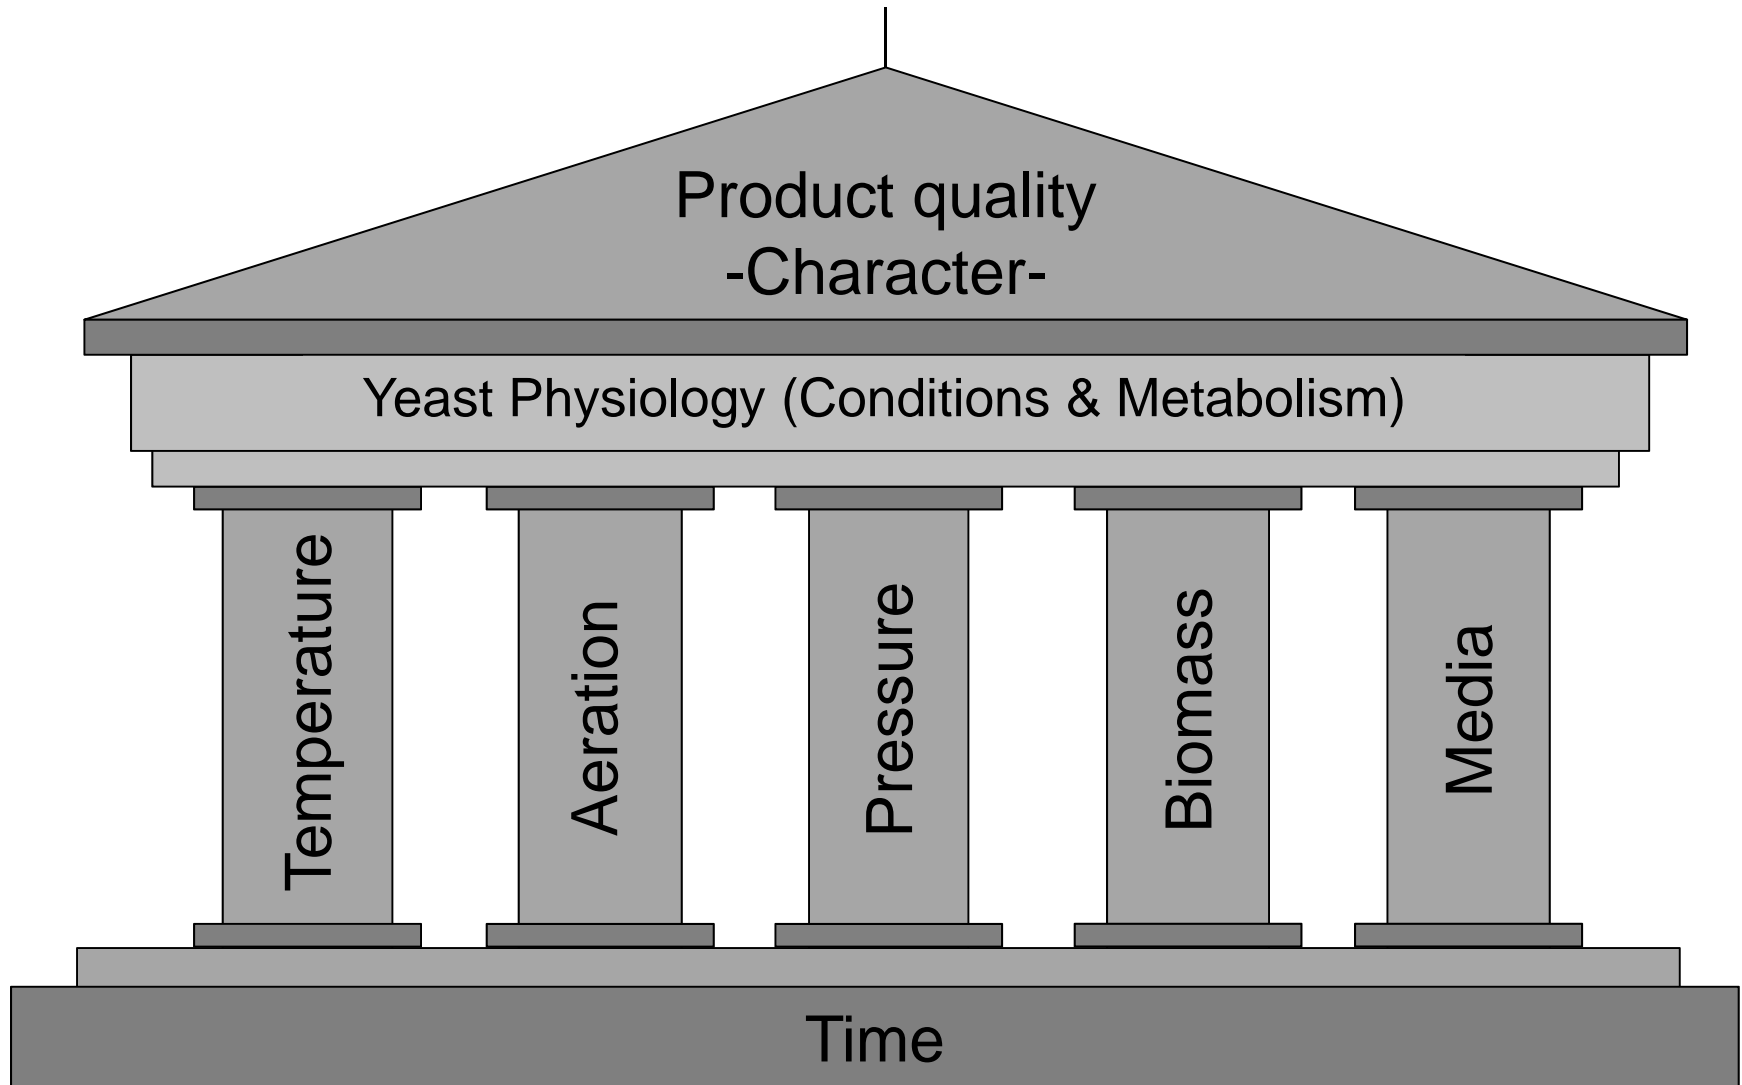 Product quality
-Character-
Yeast Physiology (Conditions & Metabolism)
Temperature
Aeration
Pressure
Biomass
Media
Time